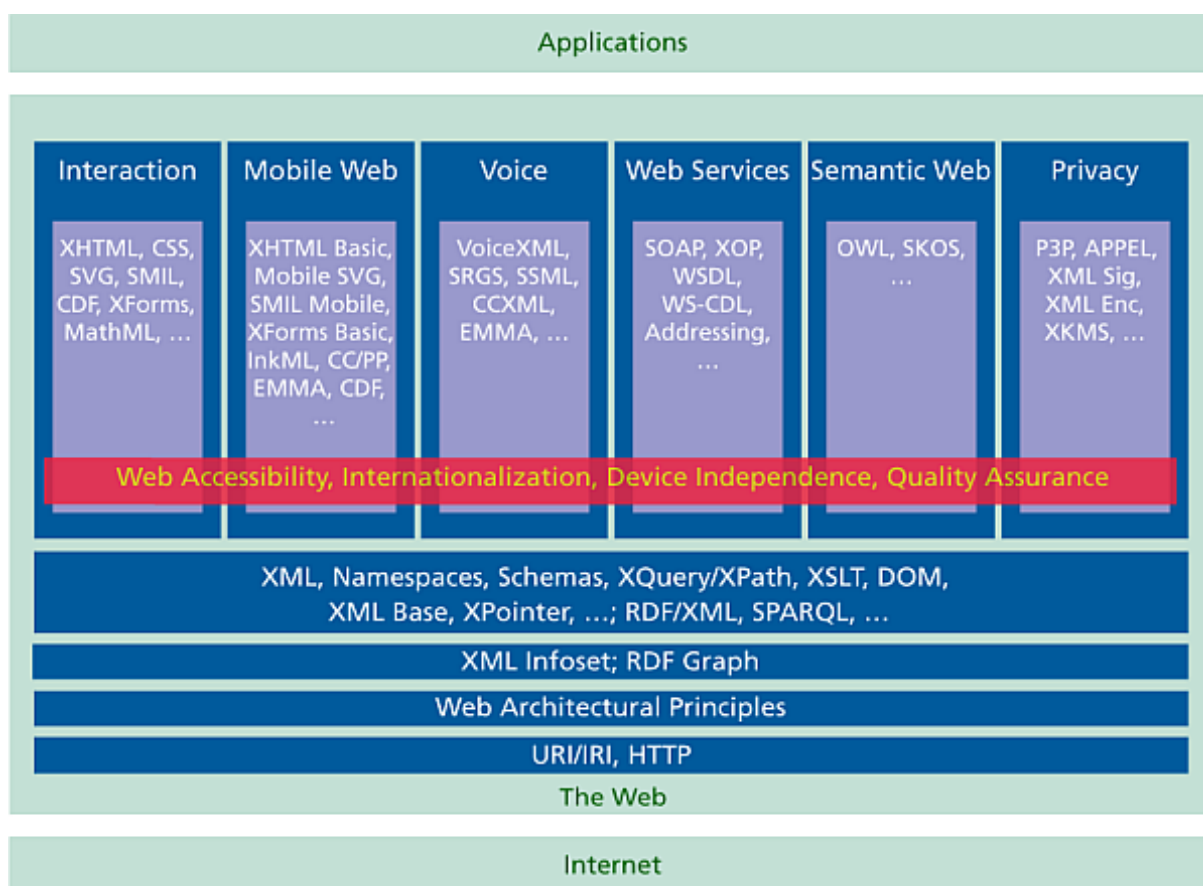 Applications
Interaction
XHTML, CSS,
SVG, SMIL,
CDF, XForms,
MathML, …
Mobile Web
XHTML Basic,
Mobile SVG,
SMIL Mobile,
XForms Basic,
InkML, CC/PP,
EMMA, CDF,
…
Voice
VoiceXML,
SRGS, SSML,
CCXML,
EMMA, …
Web Services
SOAP, XOP,
WSDL,
WS-CDL,
Addressing,
…
Semantic Web
OWL, SKOS,
…
Privacy
P3P, APPEL,
XML Sig,
XML Enc,
XKMS, …
Web Accessibility, Internationalization, Device Independence, Quality Assurance
XML, Namespaces, Schemas, XQuery/XPath, XSLT, DOM,
XML Base, XPointer, …; RDF/XML, SPARQL, …
XML Infoset; RDF Graph
Web Architectural Principles
URI/IRI, HTTP
The Web
Internet